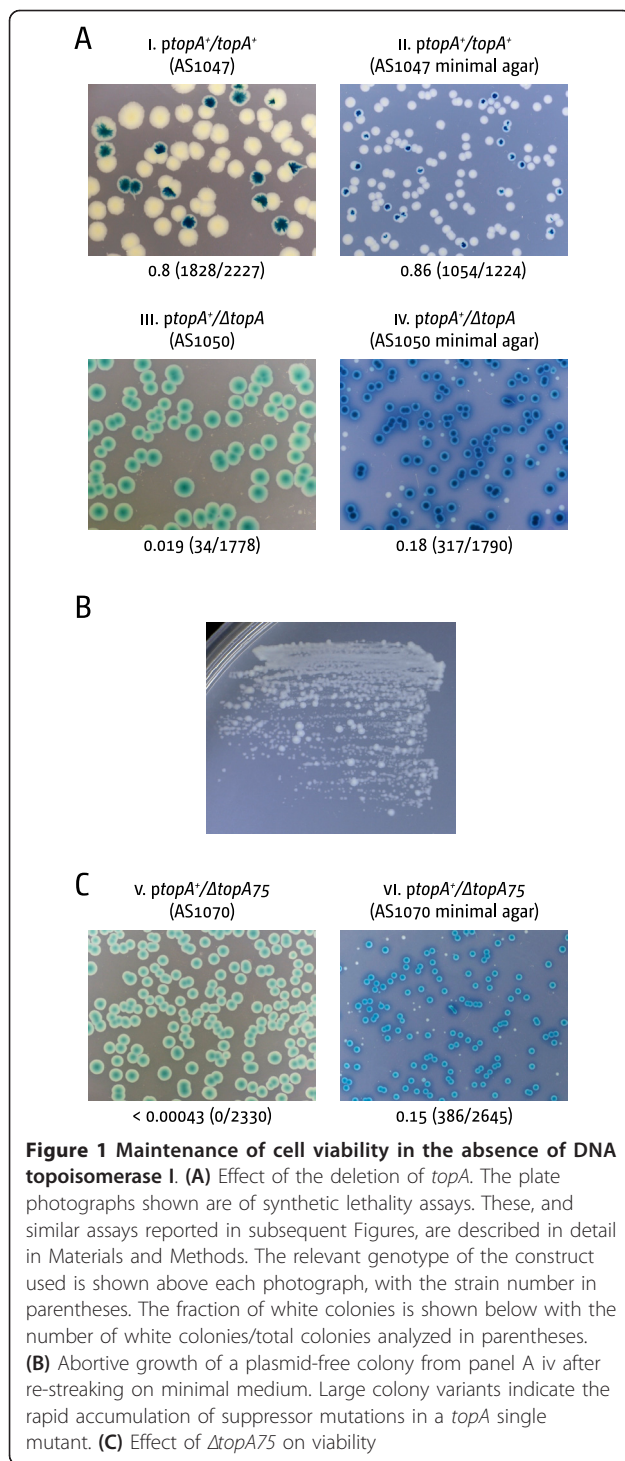 A
I. ptopA⁺/topA⁺
(AS1047)
II. ptopA⁺/topA⁺
(AS1047 minimal agar)
0.8 (1828/2227)
0.86 (1054/1224)
III. ptopA⁺/ΔtopA
(AS1050)
IV. ptopA⁺/ΔtopA
(AS1050 minimal agar)
0.019 (34/1778)
0.18 (317/1790)
B
C
V. ptopA⁺/ΔtopA75
(AS1070)
VI. ptopA⁺/ΔtopA75
(AS1070 minimal agar)
< 0.00043 (0/2330)
0.15 (386/2645)
Figure 1 Maintenance of cell viability in the absence of DNA
topoisomerase I. (A) Effect of the deletion of topA. The plate
photographs shown are of synthetic lethality assays. These, and
similar assays reported in subsequent Figures, are described in detail
in Materials and Methods. The relevant genotype of the construct
used is shown above each photograph, with the strain number in
parentheses. The fraction of white colonies is shown below with the
number of white colonies/total colonies analyzed in parentheses.
(B) Abortive growth of a plasmid-free colony from panel A iv after
re-streaking on minimal medium. Large colony variants indicate the
rapid accumulation of suppressor mutations in a topA single
mutant. (C) Effect of ΔtopA75 on viability